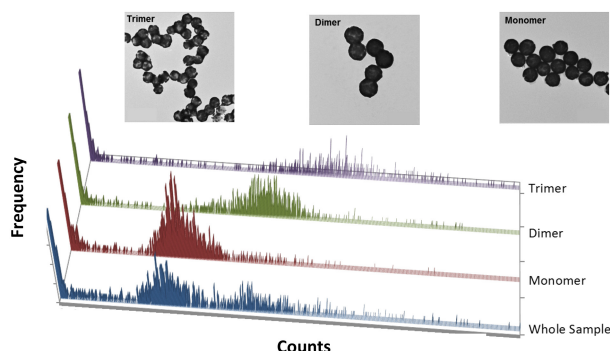 Trimer
Dimer
Monomer
Frequency
Trimer
Dimer
Monomer
Whole Sample
Counts